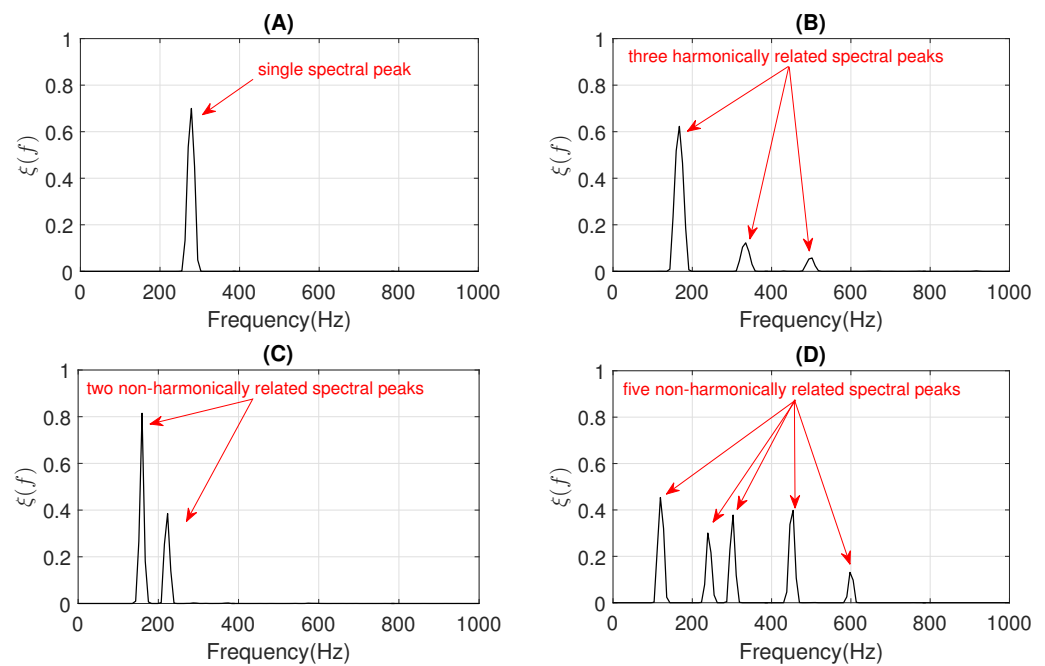 (A)
single spectral peak
1
0.8
0.6
0.4
0.2
0
ξ(f)
0 200 400 600 800 1000
Frequency(Hz)
(B)
three harmonically related spectral peaks
1
0.8
0.6
0.4
0.2
0
ξ(f)
0 200 400 600 800 1000
Frequency(Hz)
(C)
two non-harmonically related spectral peaks
1
0.8
0.6
0.4
0.2
0
ξ(f)
0 200 400 600 800 1000
Frequency(Hz)
(D)
five non-harmonically related spectral peaks
1
0.8
0.6
0.4
0.2
0
ξ(f)
0 200 400 600 800 1000
Frequency(Hz)